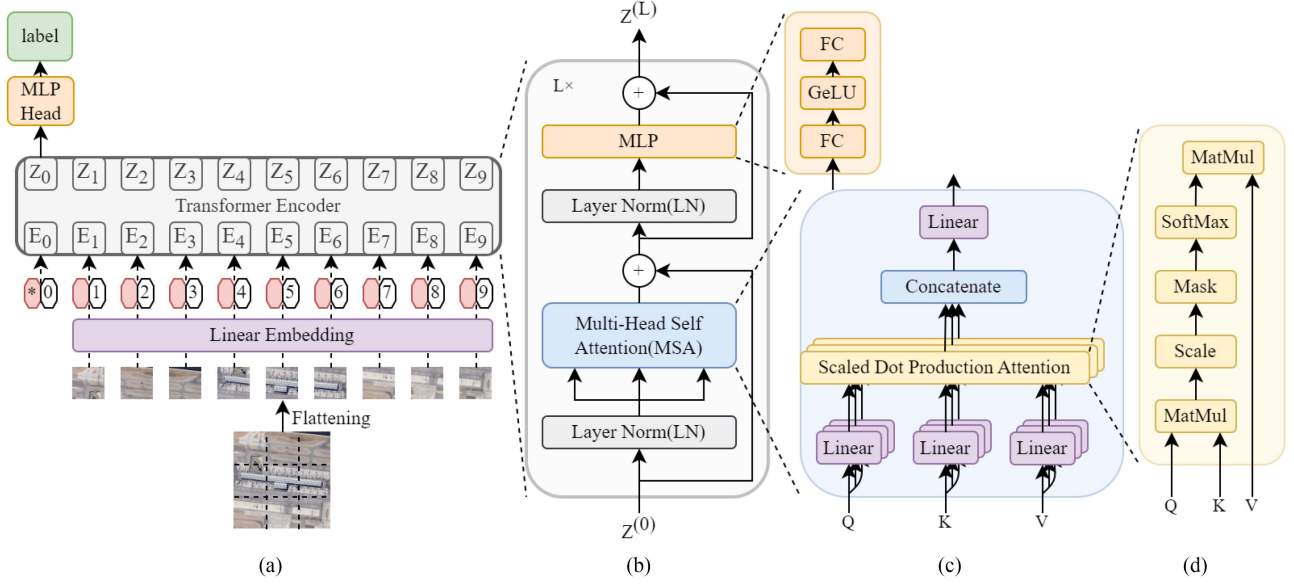 label
MLP
Head
Z0 Z1 Z2 Z3 Z4 Z5 Z6 Z7 Z8 Z9
Transformer Encoder
E0 E1 E2 E3 E4 E5 E6 E7 E8 E9
*0 1 2 3 4 5 6 7 8 9
Linear Embedding
Flattening
(a)
Z(L)
L×
+
MLP
Layer Norm(LN)
+
Multi-Head Self
Attention(MSA)
Layer Norm(LN)
Z(0)
(b)
FC
GeLU
FC
Linear
Concatenate
Scaled Dot Production Attention
Linear Linear Linear
Q K V
(c)
MatMul
SoftMax
Mask
Scale
MatMul
Q K V
(d)